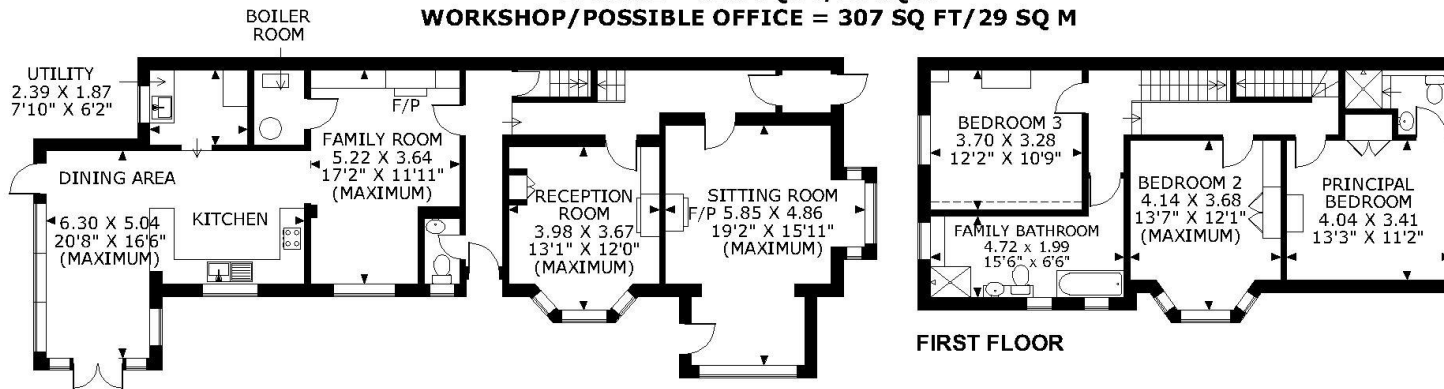 WORKSHOP/POSSIBLE OFFICE = 307 SQ FT/29 SQ M
BOILER
ROOM
UTILITY
2.39 X 1.87
7'10" X 6'2"
F/P
FAMILY ROOM
5.22 X 3.64
17'2" X 11'11"
(MAXIMUM)
DINING AREA
KITCHEN
6.30 X 5.04
20'8" X 16'6"
(MAXIMUM)
RECEPTION
ROOM
3.98 X 3.67
13'1" X 12'0"
(MAXIMUM)
SITTING ROOM
F/P 5.85 X 4.86
19'2" X 15'11"
(MAXIMUM)
BEDROOM 3
3.70 X 3.28
12'2" X 10'9"
FAMILY BATHROOM
4.72 x 1.99
15'6" x 6'6"
BEDROOM 2
4.14 X 3.68
13'7" X 12'1"
(MAXIMUM)
PRINCIPAL
BEDROOM
4.04 X 3.41
13'3" X 11'2"
FIRST FLOOR